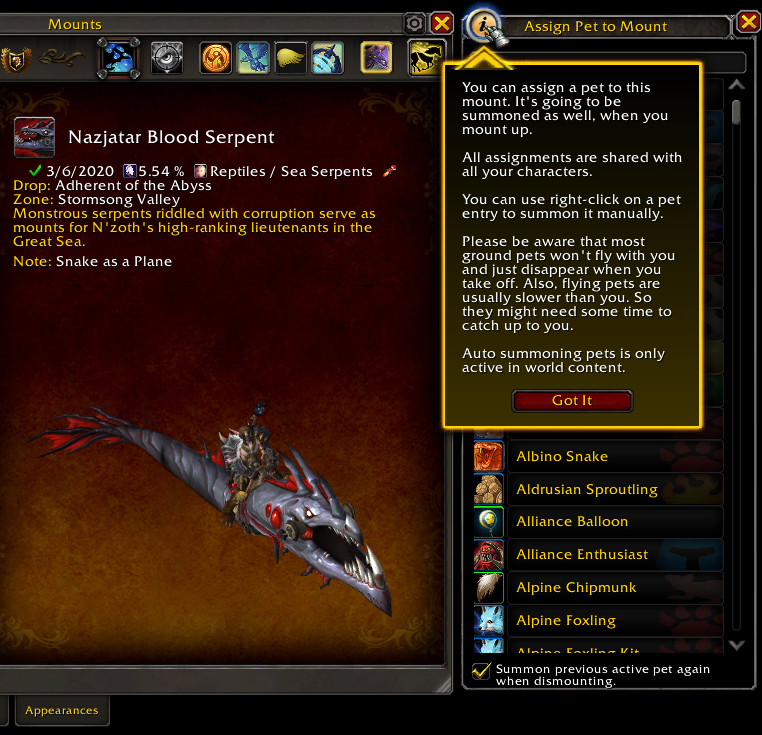 Mounts
Nazjatar Blood Serpent
3/6/2020 5.54 % Reptiles / Sea Serpents
Drop: Adherent of the Abyss
Zone: Stormsong Valley
Monstrous serpents riddled with corruption serve as
mounts for N'zoth's high-ranking lieutenants in the
Great Sea.
Note: Snake as a Plane
Appearances
Assign Pet to Mount
You can assign a pet to this
mount. It's going to be
summoned as well, when you
mount up.
All assignments are shared with
all your characters.
You can use right-click on a pet
entry to summon it manually.
Please be aware that most
ground pets won't fly with you
and just disappear when you
take off. Also, flying pets are
usually slower than you. So
they might need some time to
catch up to you.
Auto summoning pets is only
active in world content.
Got It
Albino Snake
Aldrusian Sproutling
Alliance Balloon
Alliance Enthusiast
Alpine Chipmunk
Alpine Foxling
Alpine Foxling Kit
Summon previous active pet again
when dismounting.